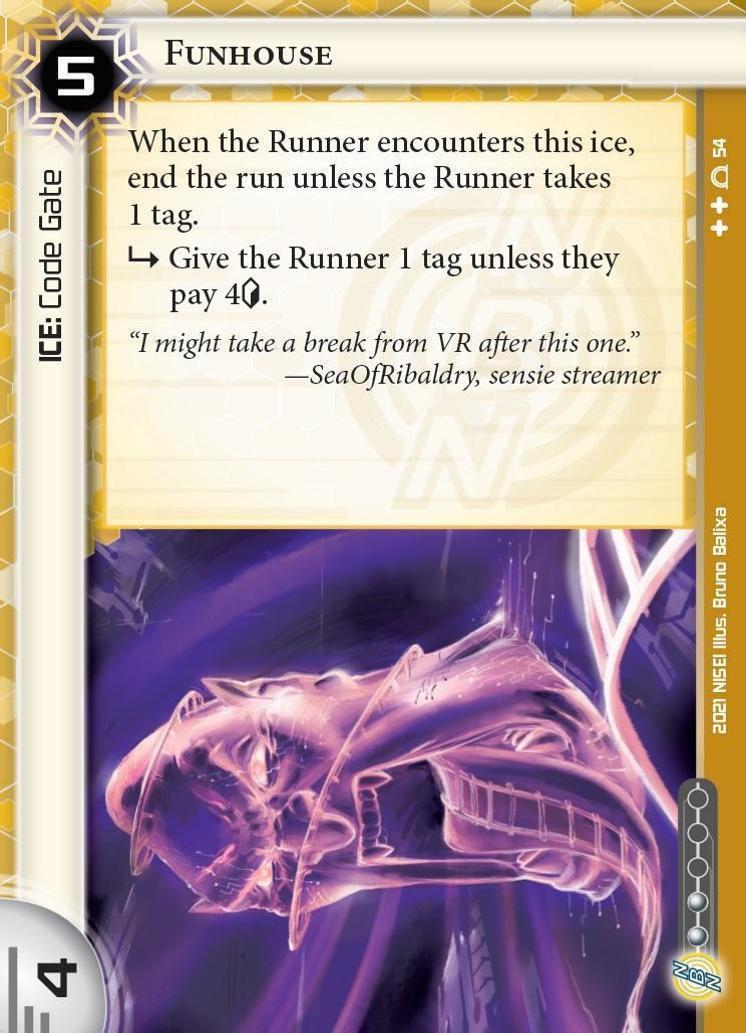 5
FUNHOUSE
ICE: Code Gate
When the Runner encounters this ice,
end the run unless the Runner takes
1 tag.
↳ Give the Runner 1 tag unless they
pay 4.
“I might take a break from VR after this one.”
—SeaOfRibaldry, sensie streamer
NBN
54
2021 NISEI Illus. Bruno Balixa
4
NBN